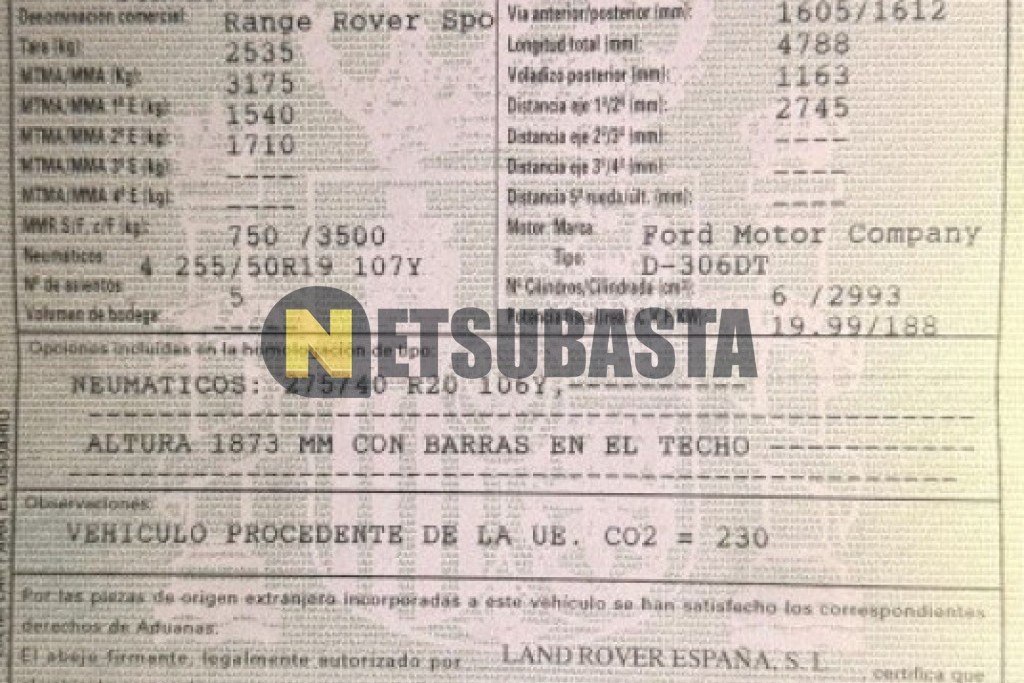 Denominación comercial: Range Rover Spo
Tara (kg): 2535
MTMA/MMA (Kg): 3175
MTMA/MMA 1º E (kg): 1540
MTMA/MMA 2º E (kg): 1710
MTMA/MMA 3º E (kg): ----
MTMA/MMA 4º E (kg): ----
MMR S/F, c/F (kg): 750 /3500
Neumáticos: 4 255/50R19 107Y
Nº de asientos: 5
Volumen de bodega: -----
Vía anterior/posterior (mm): 1605/1612
Longitud total (mm): 4788
Voladizo posterior (mm): 1163
Distancia eje 1º/2º (mm): 2745
Distancia eje 2º/3º (mm): ----
Distancia eje 3º/4º (mm): ----
Distancia 5ª rueda/últ. (mm): ----
Motor: Marca: Ford Motor Company
Tipo: D-306DT
Nº Cilindros/Cilindrada (cm³): 6 /2993
Potencia fiscal/real 19.99/188
NETSUBASTA
Opciones incluidas en la homologación de tipo:
NEUMATICOS: 275/40 R20 106Y,----------
ALTURA 1873 MM CON BARRAS EN EL TECHO ----------
Observaciones:
VEHICULO PROCEDENTE DE LA UE. CO2 = 230
Por las piezas de origen extranjero incorporadas a este vehículo se han satisfecho los correspondientes
derechos de Aduanas.
El abajo firmante, legalmente autorizado por LAND ROVER ESPAÑA, S. L. , certifica que